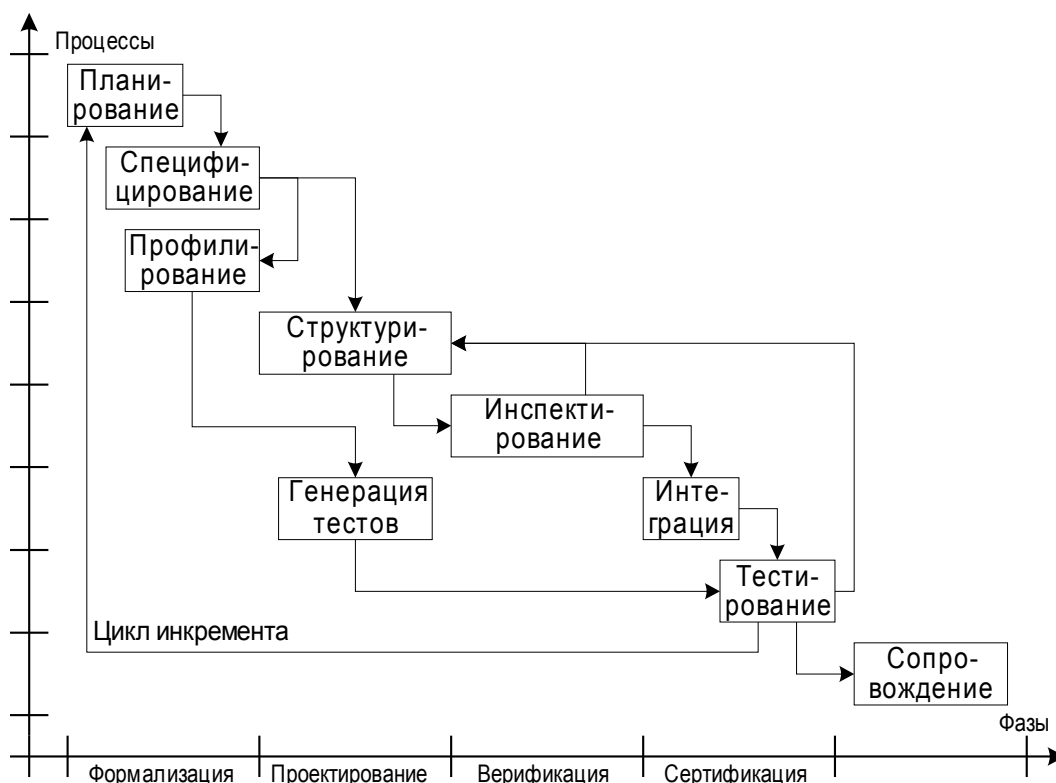 Процессы
Плани-
рование
Специфи-
цирование
Профили-
рование
Структури-
рование
Инспекти-
рование
Генерация
тестов
Инте-
грация
Тести-
рование
Цикл инкремента
Сопро-
вождение
Фазы
Формализация
Проектирование
Верификация
Сертификация